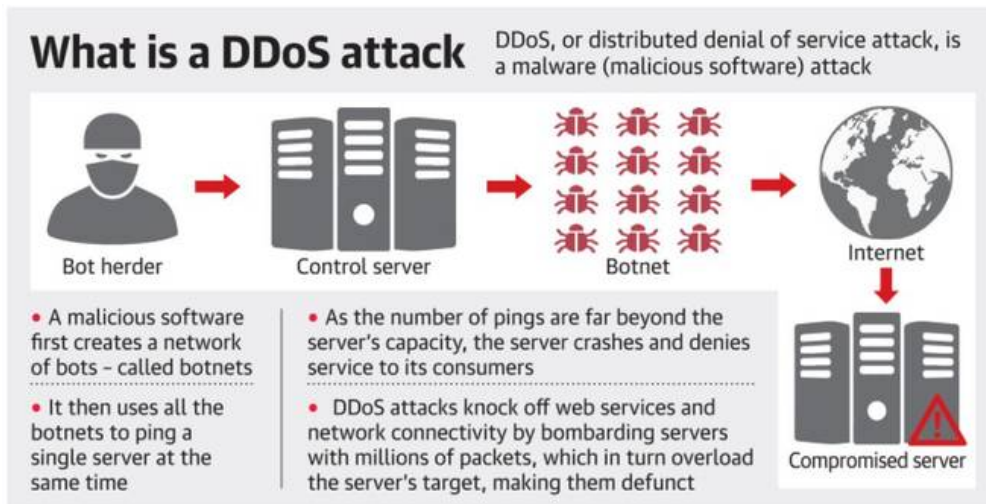 What is a DDoS attack
DDoS, or distributed denial of service attack, is
a malware (malicious software) attack
Bot herder
Control server
Botnet
Internet
• A malicious software
first creates a network
of bots – called botnets
• It then uses all the
botnets to ping a
single server at the
same time
• As the number of pings are far beyond the
server's capacity, the server crashes and denies
service to its consumers
• DDoS attacks knock off web services and
network connectivity by bombarding servers
with millions of packets, which in turn overload
the server's target, making them defunct
Compromised server